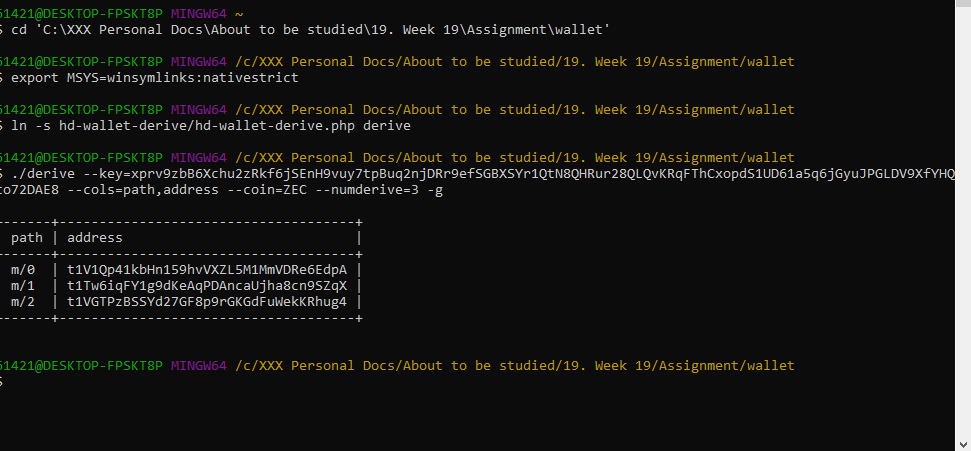 61421@DESKTOP-FPSKT8P MINGW64 ~
$ cd 'C:\XXX Personal Docs\About to be studied\19. Week 19\Assignment\wallet'
61421@DESKTOP-FPSKT8P MINGW64 /c/XXX Personal Docs/About to be studied/19. Week 19/Assignment/wallet
$ export MSYS=winsymlinks:nativestrict
61421@DESKTOP-FPSKT8P MINGW64 /c/XXX Personal Docs/About to be studied/19. Week 19/Assignment/wallet
$ ln -s hd-wallet-derive/hd-wallet-derive.php derive
61421@DESKTOP-FPSKT8P MINGW64 /c/XXX Personal Docs/About to be studied/19. Week 19/Assignment/wallet
$ ./derive --key=xprv9zbB6Xchu2zRkf6jSEnH9vuy7tpBuq2njDRr9efSGBXSYr1QtN8QHRur28QLQvKRqFThCxopdS1UD61a5q6jGyuJPGLDV9XfYHQ
to72DAE8 --cols=path,address --coin=ZEC --numderive=3 -g
-------+-------------------------------------+
path | address |
-------+-------------------------------------+
m/0 | t1V1Qp41kbHn159hvVXZL5M1MmVDRe6EdpA |
m/1 | t1Tw6iqFY1g9dKeAqPDAncaUjha8cn9SZqX |
m/2 | t1VGTPzBSSYd27GF8p9rGKGdFuWekKRhug4 |
-------+-------------------------------------+
61421@DESKTOP-FPSKT8P MINGW64 /c/XXX Personal Docs/About to be studied/19. Week 19/Assignment/wallet
$